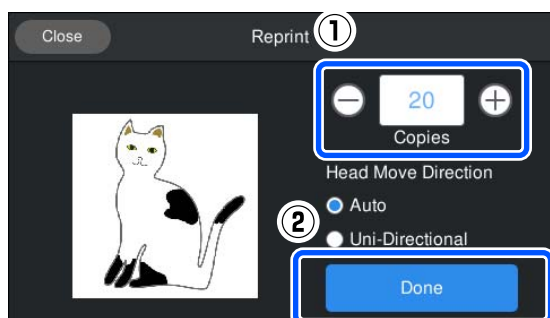 Close
Reprint
①
20
Copies
Head Move Direction
Auto
②
Uni-Directional
Done